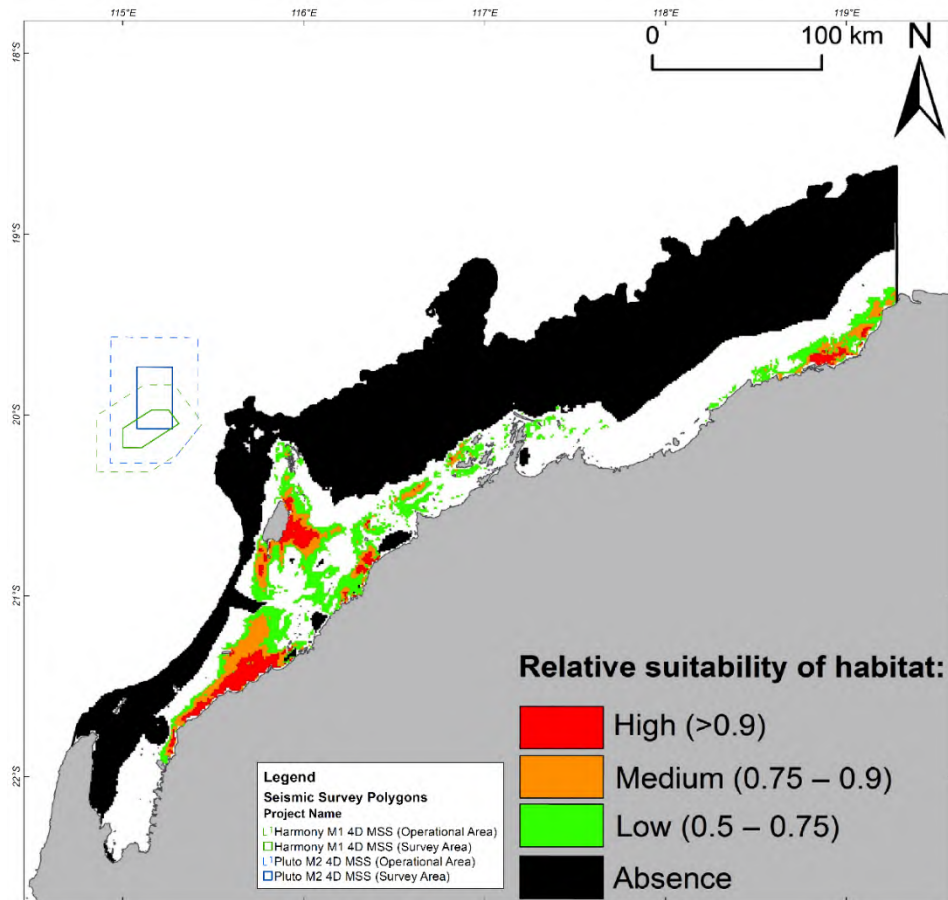 115°E 116°E 117°E 118°E 119°E
18°S
0 100 km N
19°S
20°S
21°S
22°S
Relative suitability of habitat:
High (>0.9)
Medium (0.75 – 0.9)
Low (0.5 – 0.75)
Absence
Legend
Seismic Survey Polygons
Project Name
Harmony M1 4D MSS (Operational Area)
Harmony M1 4D MSS (Survey Area)
Pluto M2 4D MSS (Operational Area)
Pluto M2 4D MSS (Survey Area)